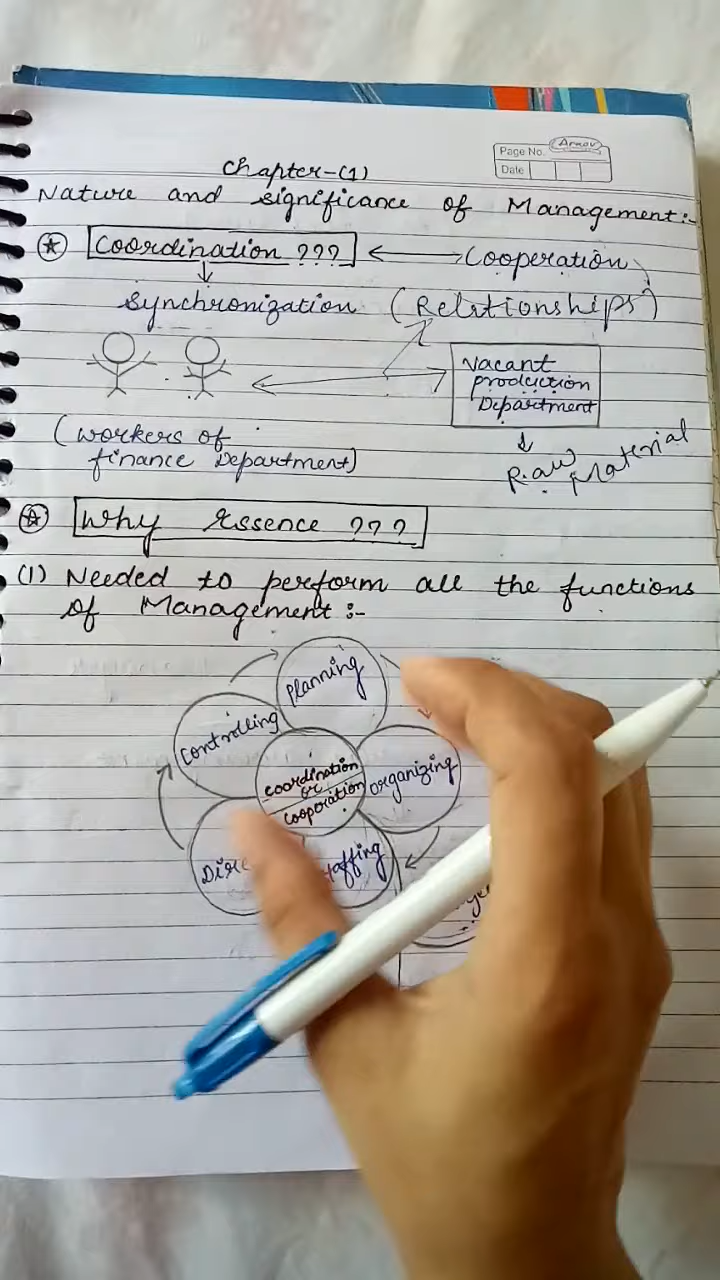 Page No.
Arnav
Date
Chapter-(1)
Nature and significance of Management:-
Coordination ???
Cooperation
Synchronization (Relationships)
Vacant
production
Department
(workers of
finance Department)
Raw Material
Why Essence ???
(1) Needed to perform all the functions
of Management :-
Planning
Controlling
coordination
or
cooperation
organizing